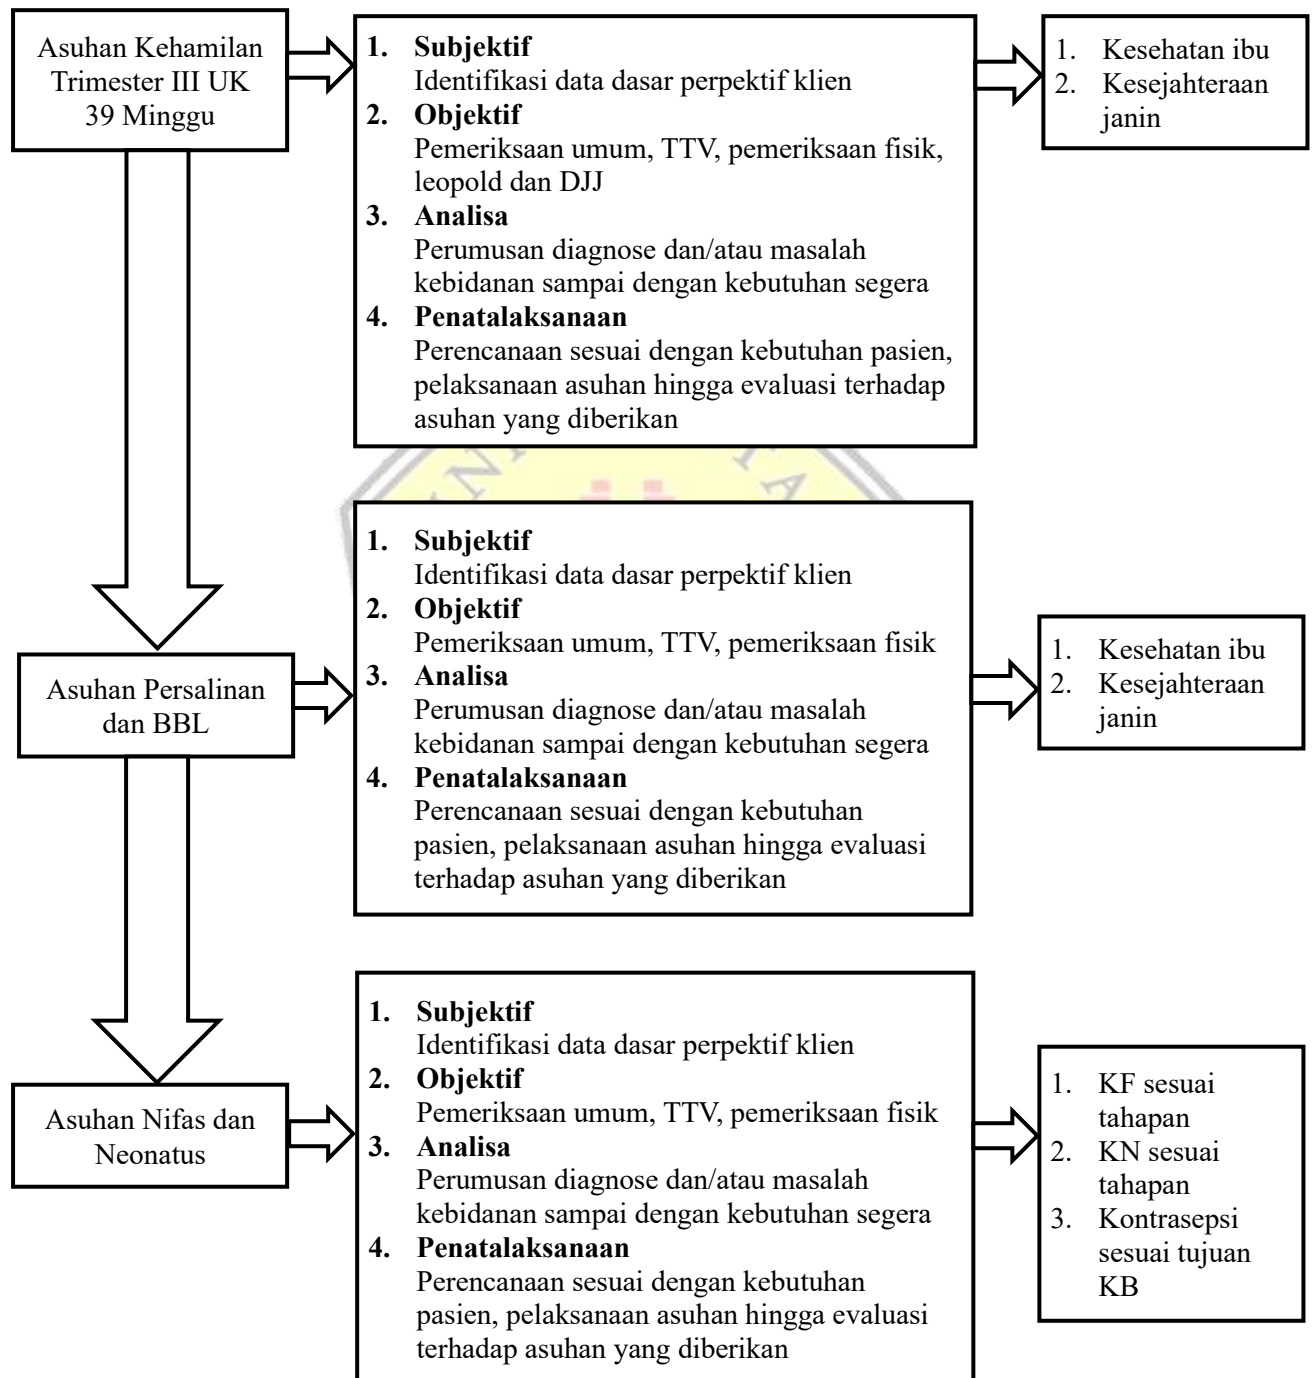 Asuhan Kehamilan
Trimester III UK
39 Minggu
1. Subjektif
Identifikasi data dasar perpektif klien
2. Objektif
Pemeriksaan umum, TTV, pemeriksaan fisik,
leopold dan DJJ
3. Analisa
Perumusan diagnose dan/atau masalah
kebidanan sampai dengan kebutuhan segera
4. Penatalaksanaan
Perencanaan sesuai dengan kebutuhan pasien,
pelaksanaan asuhan hingga evaluasi terhadap
asuhan yang diberikan
1. Kesehatan ibu
2. Kesejahteraan
janin
Asuhan Persalinan
dan BBL
1. Subjektif
Identifikasi data dasar perpektif klien
2. Objektif
Pemeriksaan umum, TTV, pemeriksaan fisik
3. Analisa
Perumusan diagnose dan/atau masalah
kebidanan sampai dengan kebutuhan segera
4. Penatalaksanaan
Perencanaan sesuai dengan kebutuhan
pasien, pelaksanaan asuhan hingga evaluasi
terhadap asuhan yang diberikan
1. Kesehatan ibu
2. Kesejahteraan
janin
Asuhan Nifas dan
Neonatus
1. Subjektif
Identifikasi data dasar perpektif klien
2. Objektif
Pemeriksaan umum, TTV, pemeriksaan fisik
3. Analisa
Perumusan diagnose dan/atau masalah
kebidanan sampai dengan kebutuhan segera
4. Penatalaksanaan
Perencanaan sesuai dengan kebutuhan
pasien, pelaksanaan asuhan hingga evaluasi
terhadap asuhan yang diberikan
1. KF sesuai
tahapan
2. KN sesuai
tahapan
3. Kontrasepsi
sesuai tujuan
KB